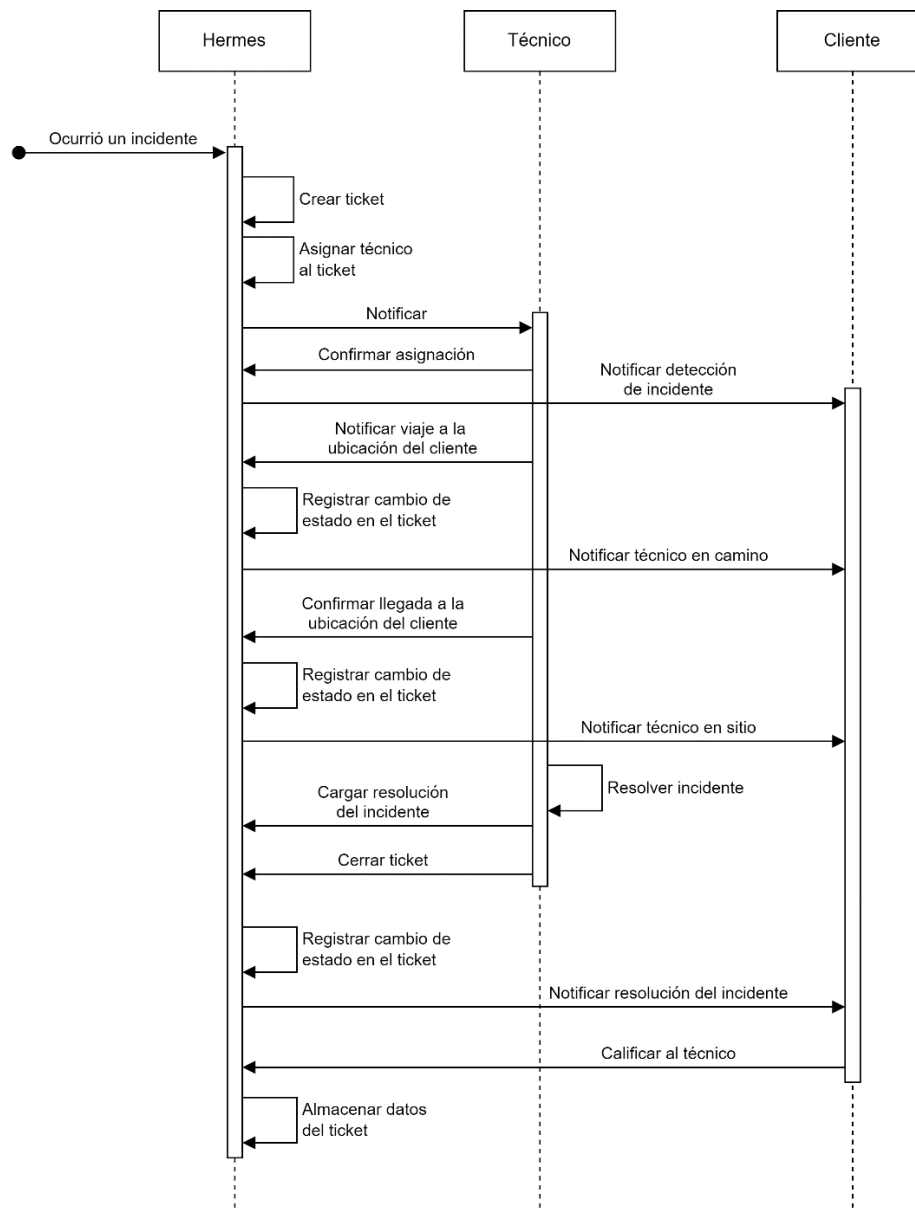 Hermes
Técnico
Cliente
Ocurrió un incidente
Crear ticket
Asignar técnico
al ticket
Notificar
Confirmar asignación
Notificar detección
de incidente
Notificar viaje a la
ubicación del cliente
Registrar cambio de
estado en el ticket
Notificar técnico en camino
Confirmar llegada a la
ubicación del cliente
Registrar cambio de
estado en el ticket
Notificar técnico en sitio
Resolver incidente
Cargar resolución
del incidente
Cerrar ticket
Registrar cambio de
estado en el ticket
Notificar resolución del incidente
Calificar al técnico
Almacenar datos
del ticket